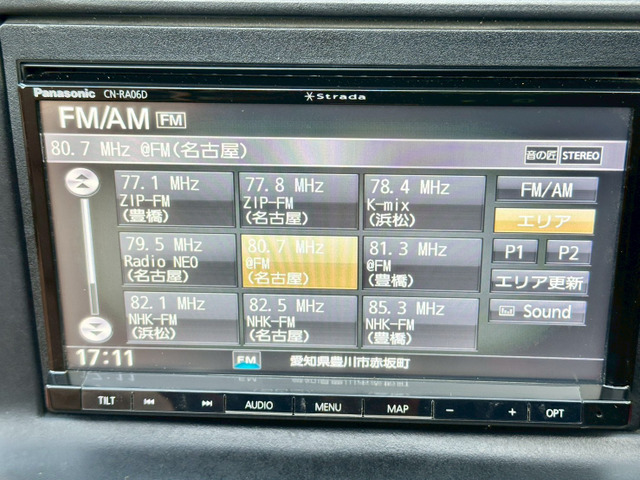 Panasonic CN-RA06D
Strada
FM/AM FM
80.7 MHz @FM(名古屋) 音の匠 STEREO
77.1 MHz
ZIP-FM
(豊橋)
77.8 MHz
ZIP-FM
(名古屋)
78.4 MHz
K-mix
(浜松)
FM/AM
エリア
79.5 MHz
Radio NEO
(名古屋)
80.7 MHz
@FM
(名古屋)
81.3 MHz
@FM
(豊橋)
P1 P2
エリア更新
82.1 MHz
NHK-FM
(浜松)
82.5 MHz
NHK-FM
(名古屋)
85.3 MHz
NHK-FM
(豊橋)
Sound
17:11 FM 愛知県豊川市赤坂町
TILT AUDIO MENU MAP − + OPT